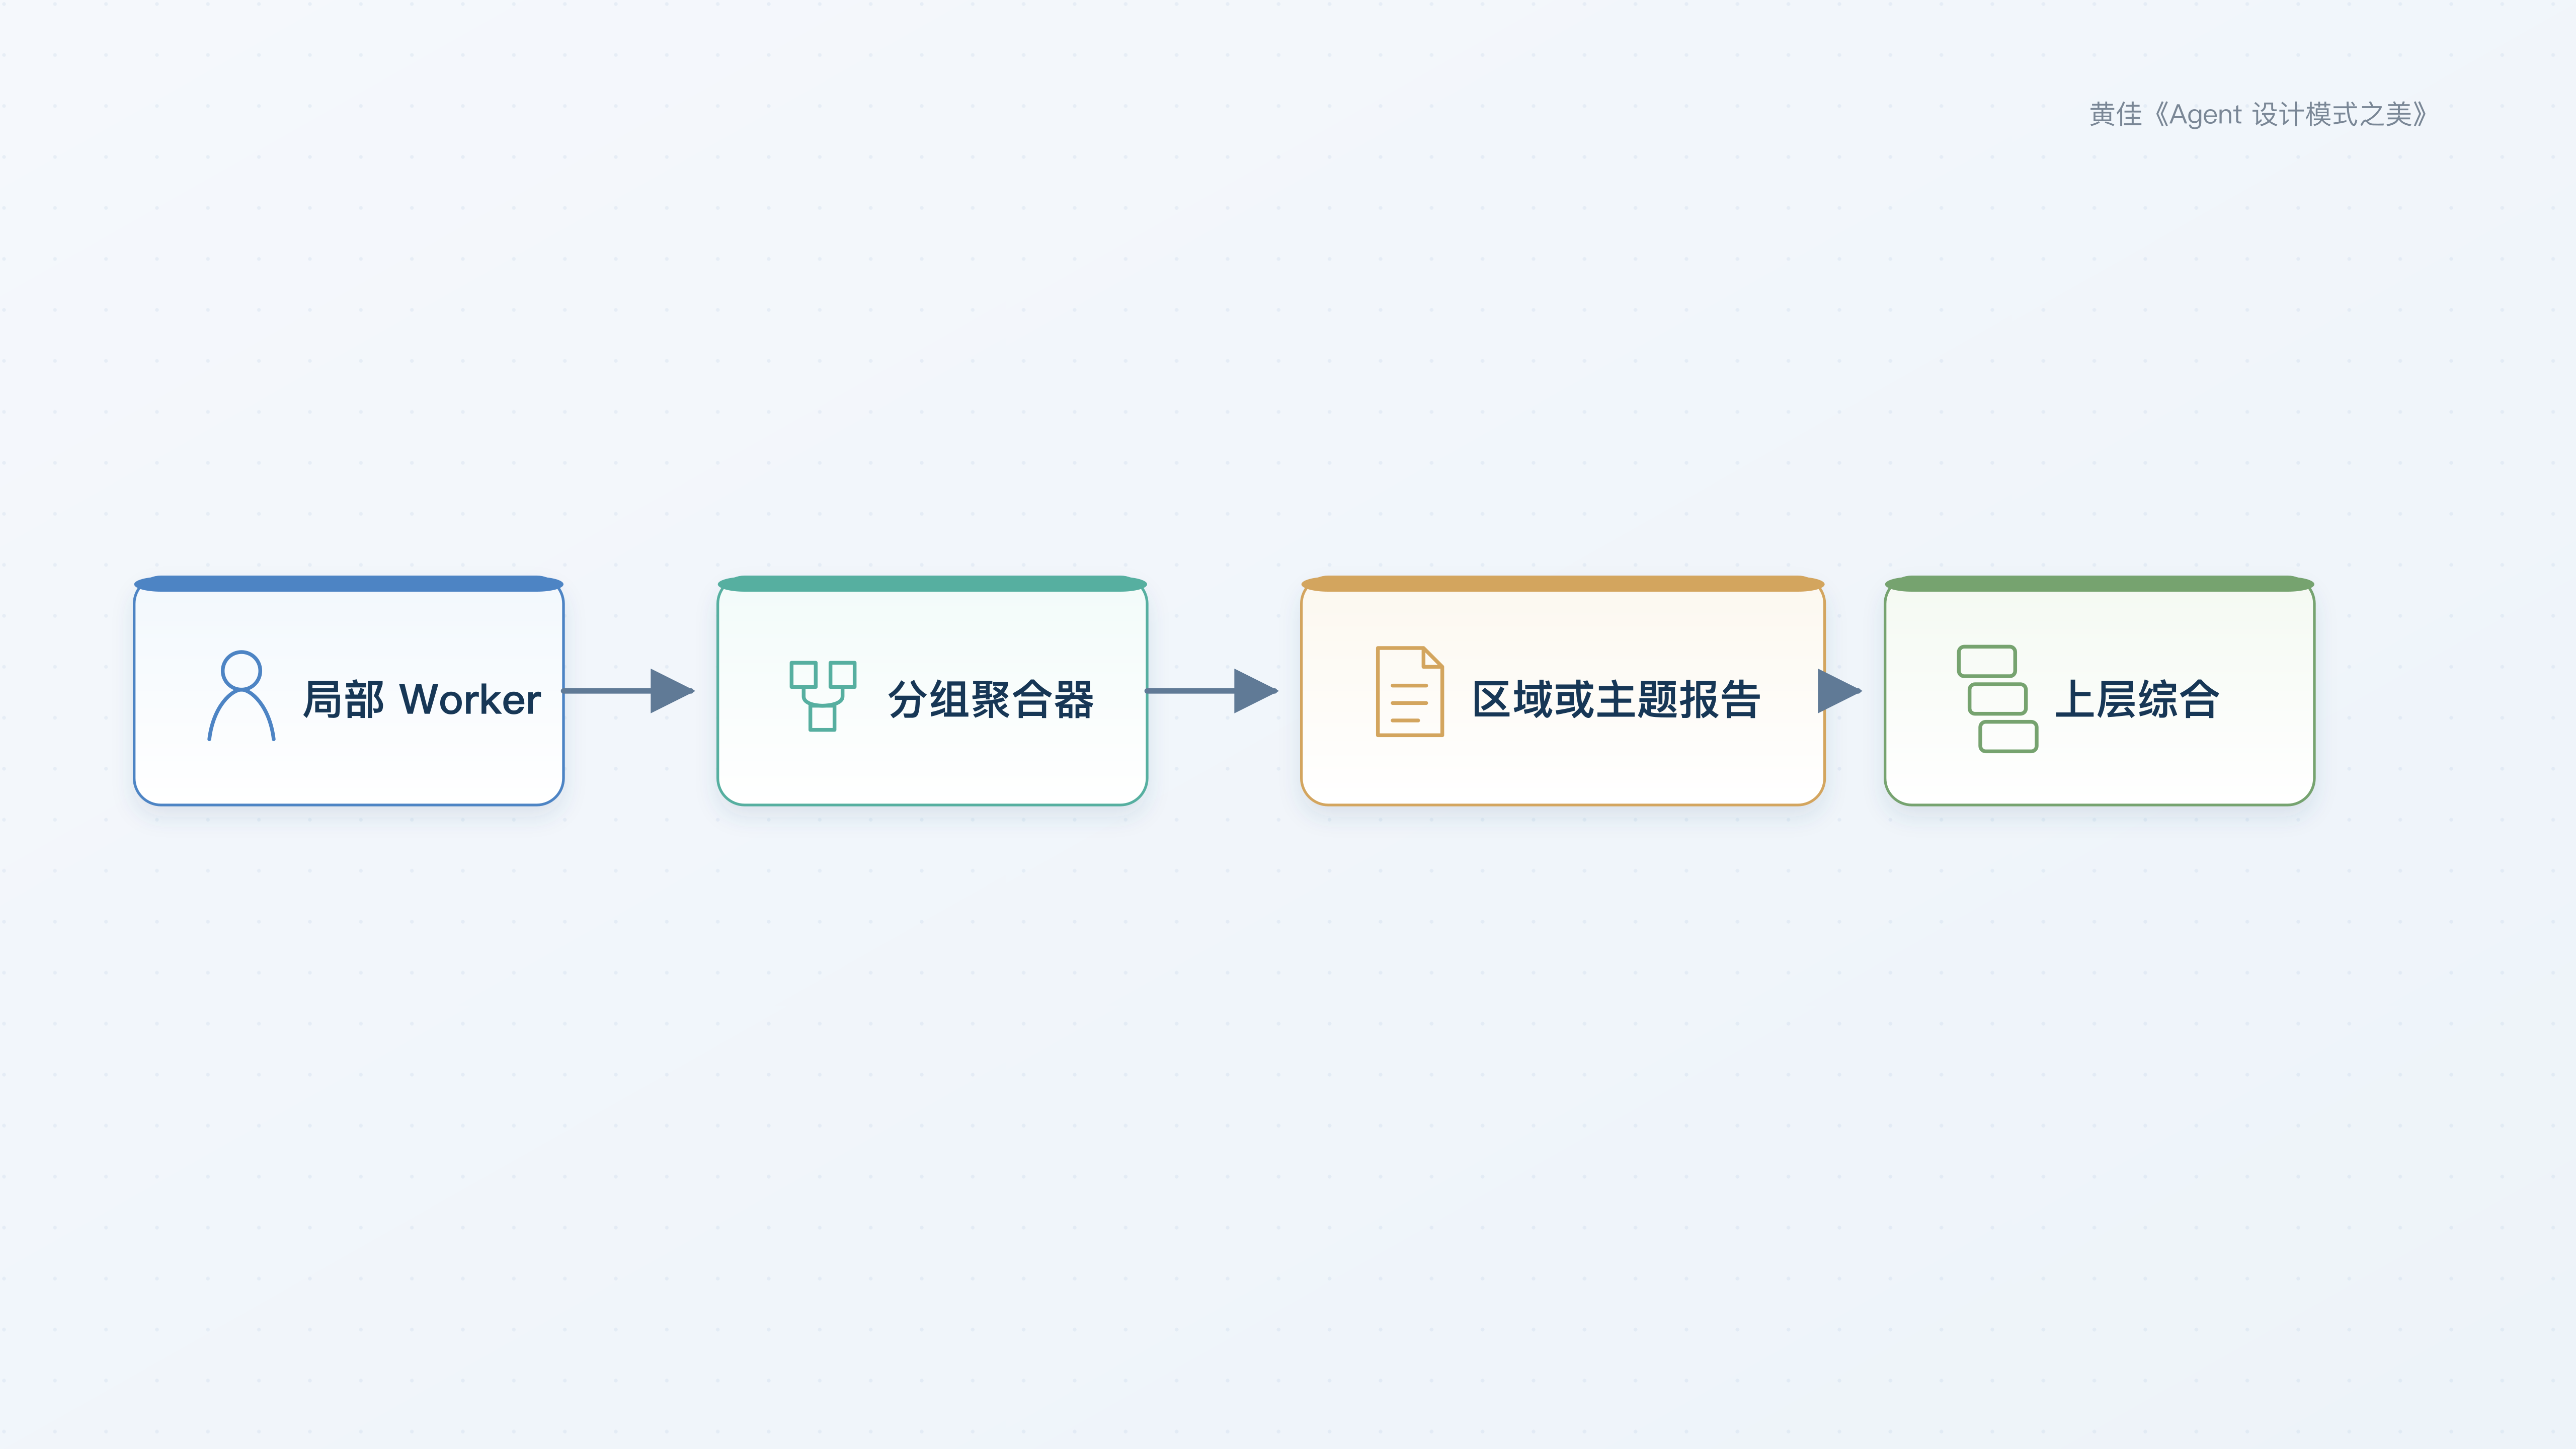 黄佳《Agent 设计模式之美》
局部 Worker
分组聚合器
区域或主题报告
上层综合